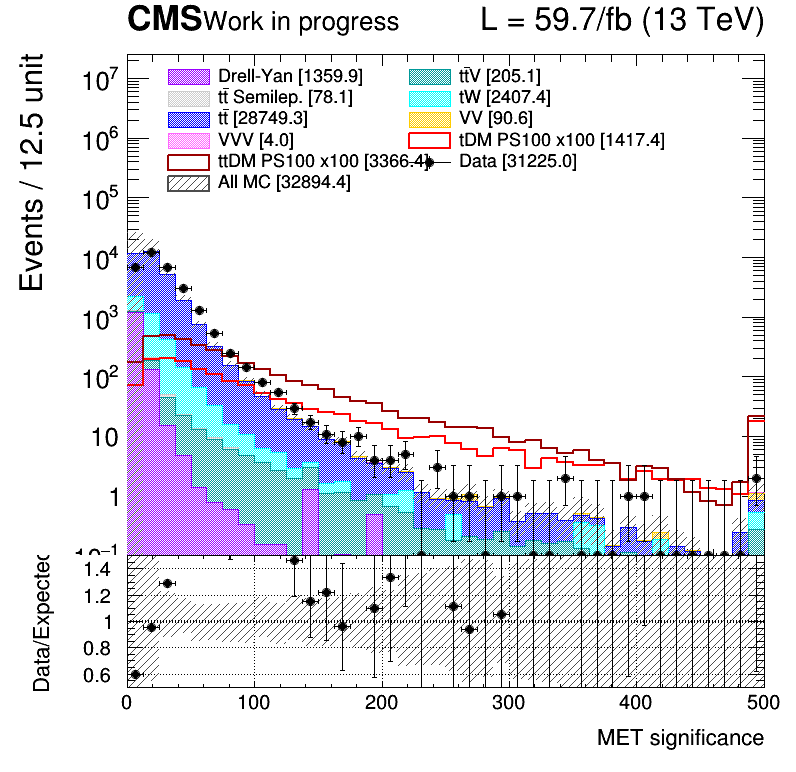 CMS Work in progress L = 59.7/fb (13 TeV)
Events / 12.5 unit
10⁷
10⁶
10⁵
10⁴
10³
10²
10
1
10⁻¹
Drell-Yan [1359.9] tt̄V [205.1]
tt̄ Semilep. [78.1] tW [2407.4]
tt̄ [28749.3] VV [90.6]
VVV [4.0] tDM PS100 x100 [1417.4]
ttDM PS100 x100 [3366.4] Data [31225.0]
All MC [32894.4]
Data/Expected
1.4
1.2
1
0.8
0.6
0 100 200 300 400 500
MET significance